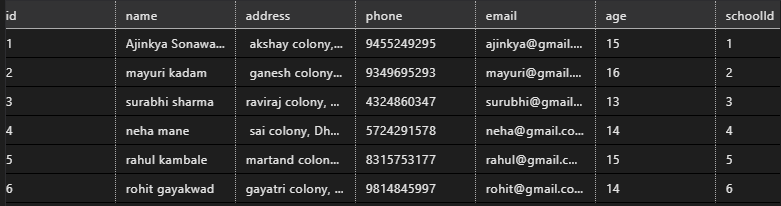 id name address phone email age schoolId
1 Ajinkya Sonawa... akshay colony,... 9455249295 ajinkya@gmail.... 15 1
2 mayuri kadam ganesh colony... 9349695293 mayuri@gmail.... 16 2
3 surabhi sharma raviraj colony, ... 4324860347 surubhi@gmail... 13 3
4 neha mane sai colony, Dh... 5724291578 neha@gmail.co... 14 4
5 rahul kambale martand colon... 8315753177 rahul@gmail.c... 15 5
6 rohit gayakwad gayatri colony, ... 9814845997 rohit@gmail.co... 14 6